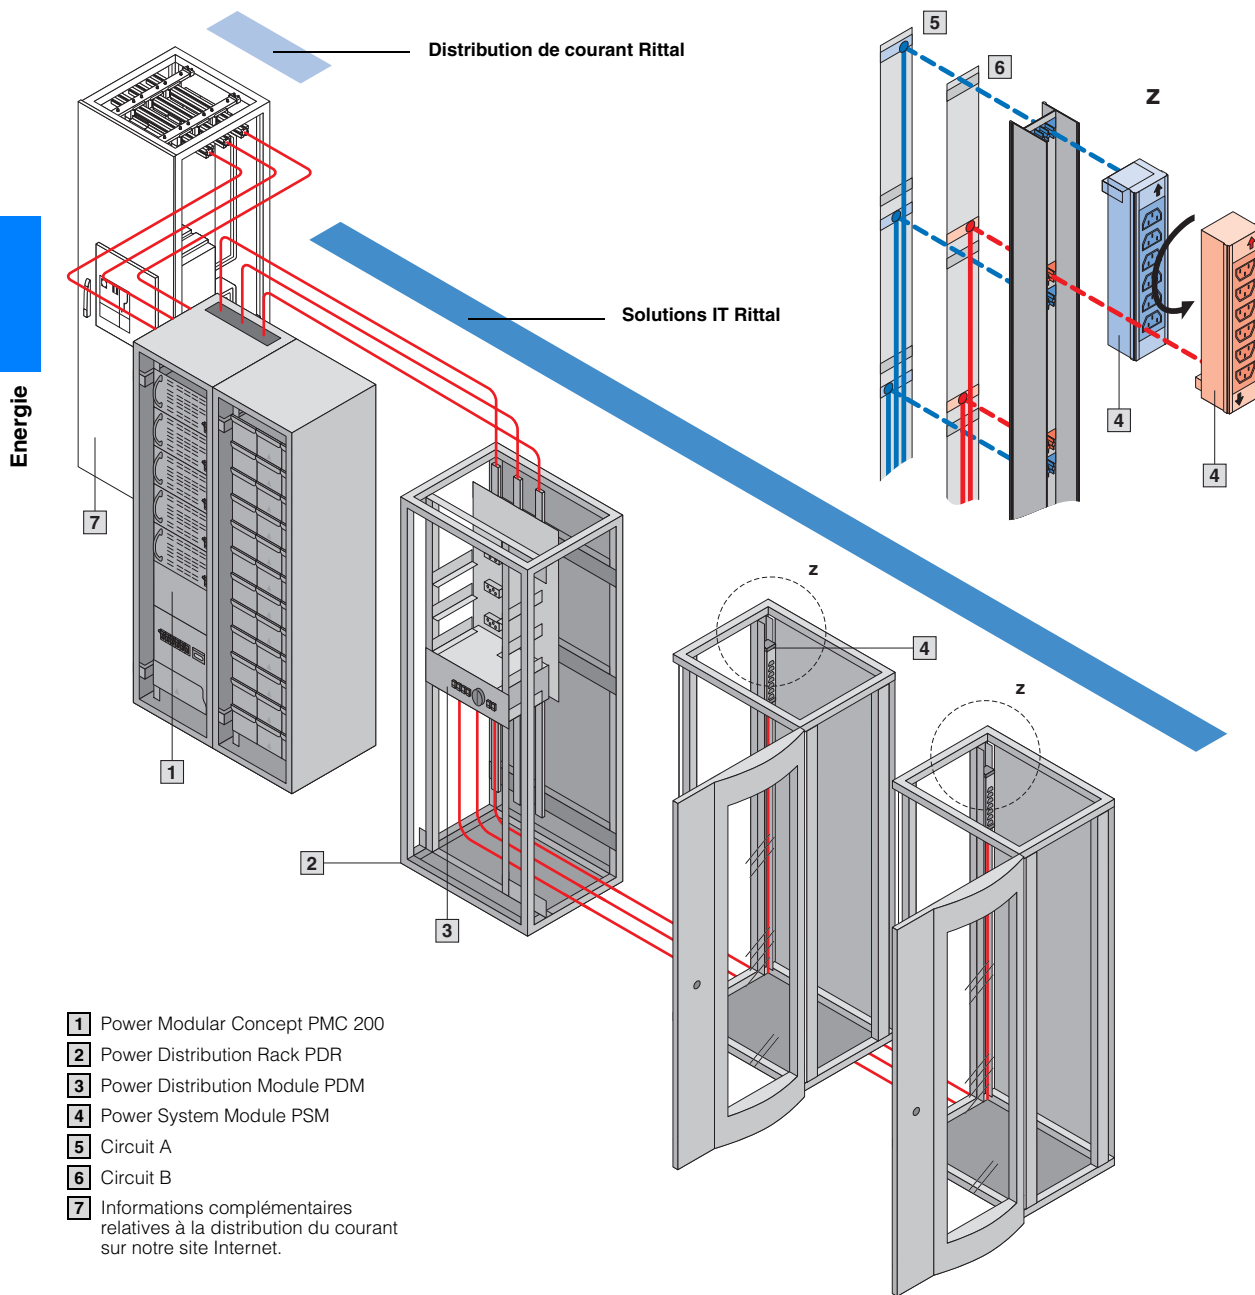 Distribution de courant Rittal
5
6
z
Solutions IT Rittal
4
4
Energie
7
z
4
z
1
2
3
1 Power Modular Concept PMC 200
2 Power Distribution Rack PDR
3 Power Distribution Module PDM
4 Power System Module PSM
5 Circuit A
6 Circuit B
7 Informations complémentaires
relatives à la distribution du courant
sur notre site Internet.